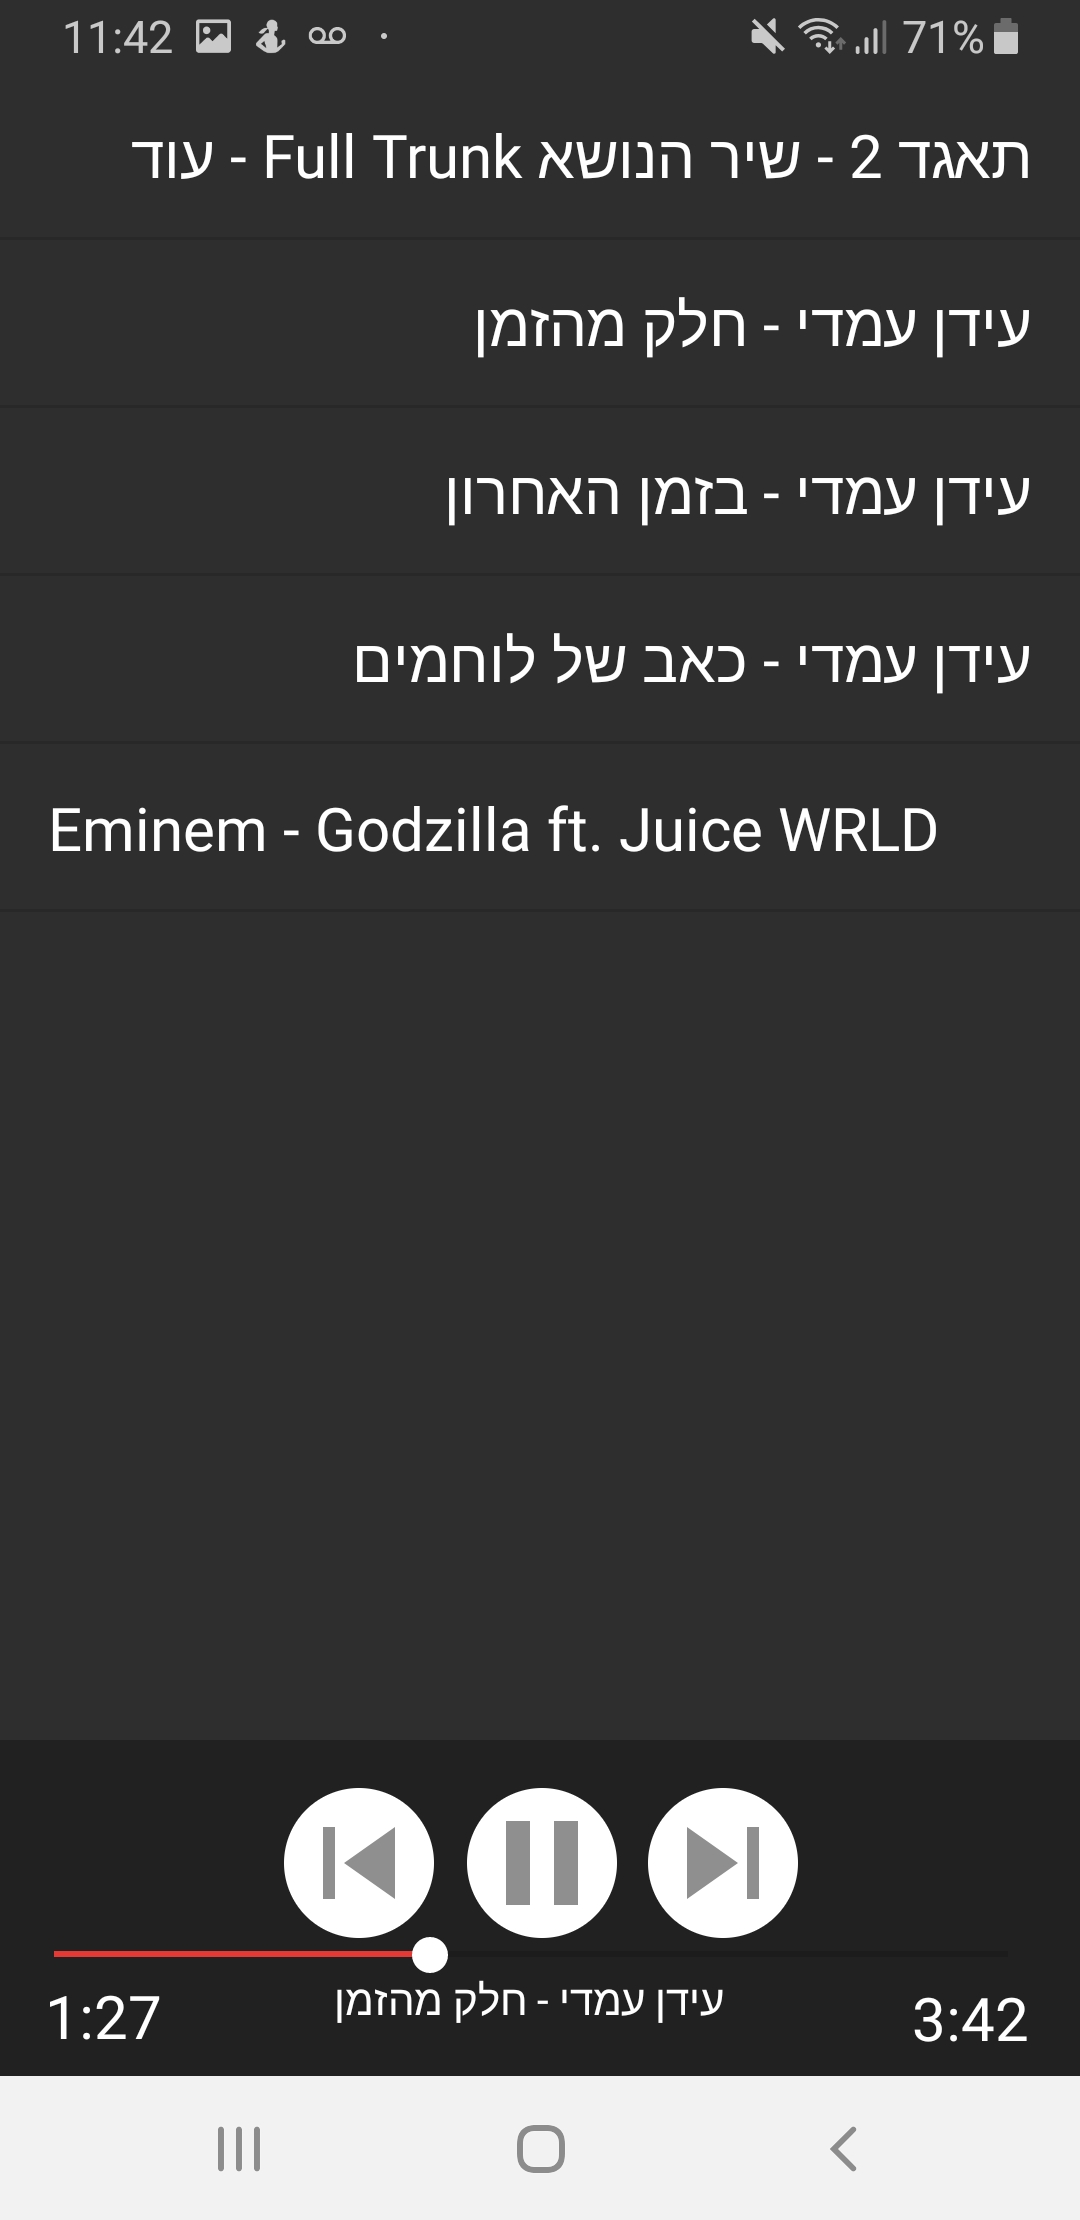 11:42
71%
תאגד 2 - שיר הנושא Full Trunk - עוד
עידן עמדי - חלק מהזמן
עידן עמדי - בזמן האחרון
עידן עמדי - כאב של לוחמים
Eminem - Godzilla ft. Juice WRLD
1:27
עידן עמדי - חלק מהזמן
3:42